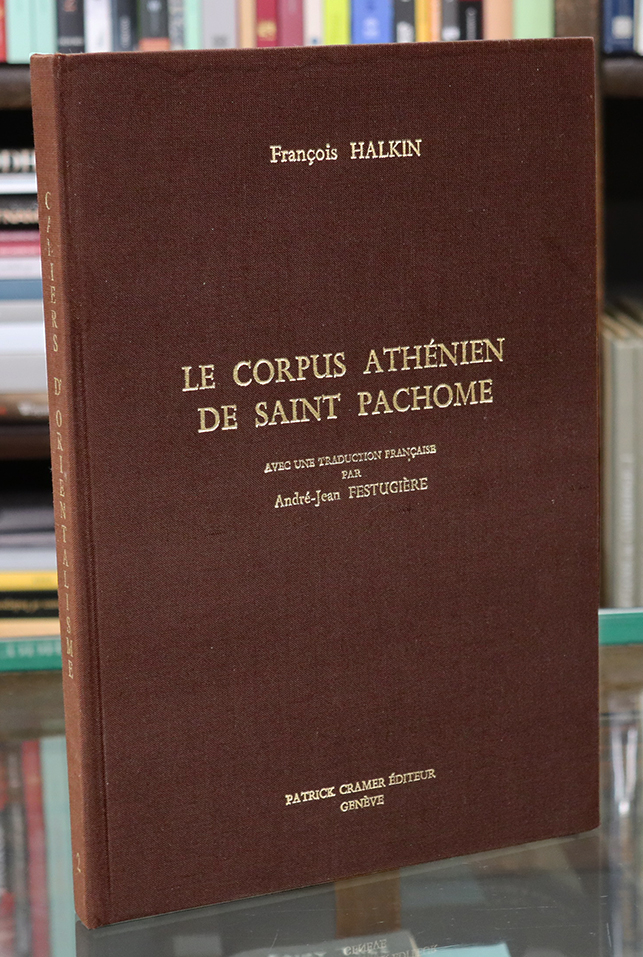 François HALKIN
LE CORPUS ATHÉNIEN
DE SAINT PACHOME
AVEC UNE TRADUCTION FRANÇAISE
PAR
André-Jean FESTUGIÈRE
PATRICK CRAMER ÉDITEUR
GENÈVE
CAHIERS D'ORIENTALISME
2